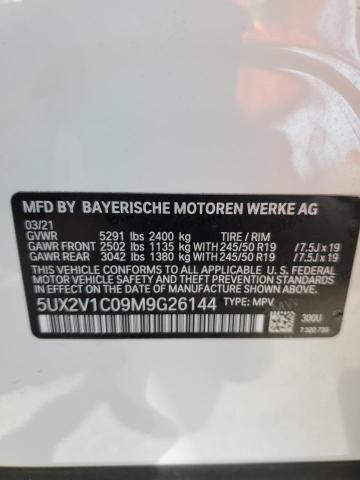 MFD BY BAYERISCHE MOTOREN WERKE AG
03/21
GVWR 5291 lbs 2400 kg TIRE / RIM
GAWR FRONT 2502 lbs 1135 kg WITH 245/50 R19 /7.5J x 19
GAWR REAR 3042 lbs 1380 kg WITH 245/50 R19 /7.5J x 19
THIS VEHICLE CONFORMS TO ALL APPLICABLE U.S. FEDERAL
MOTOR VEHICLE SAFETY AND THEFT PREVENTION STANDARDS
IN EFFECT ON THE DATE OF MANUFACTURE SHOWN ABOVE.
5UX2V1C09M9G26144 TYPE: MPV
300U